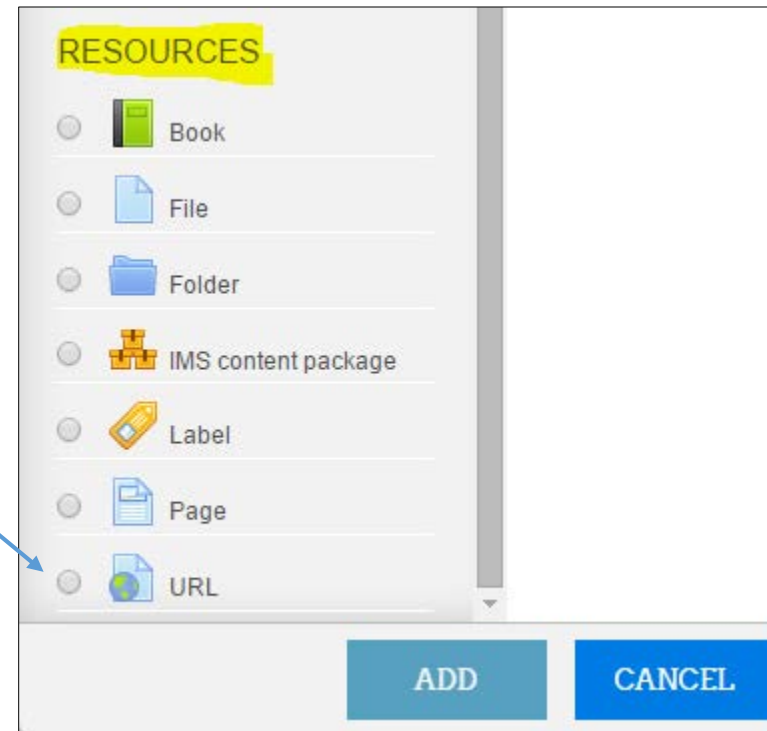 RESOURCES
Book
File
Folder
IMS content package
Label
Page
URL
ADD CANCEL